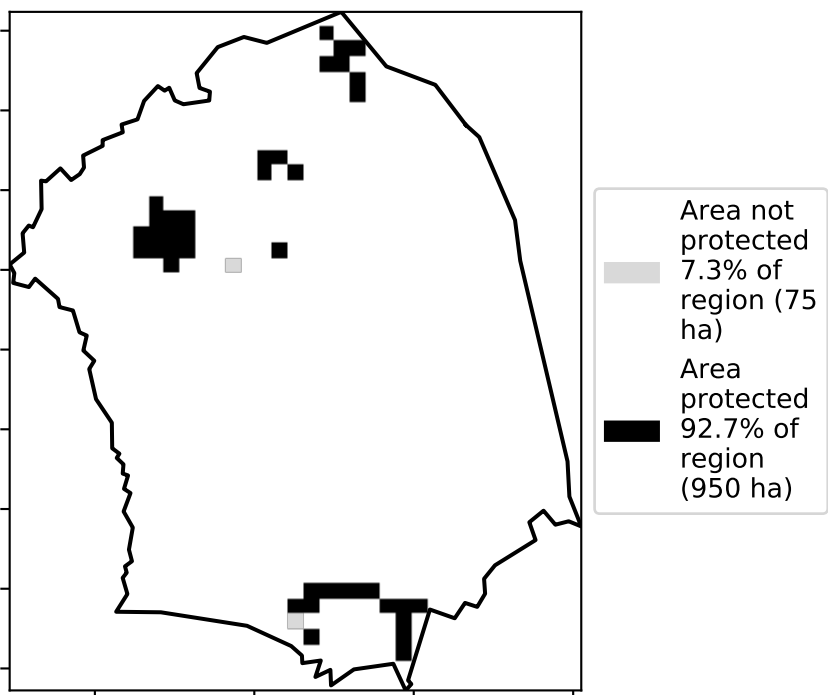 Area not
protected
7.3% of
region (75
ha)
Area
protected
92.7% of
region
(950 ha)